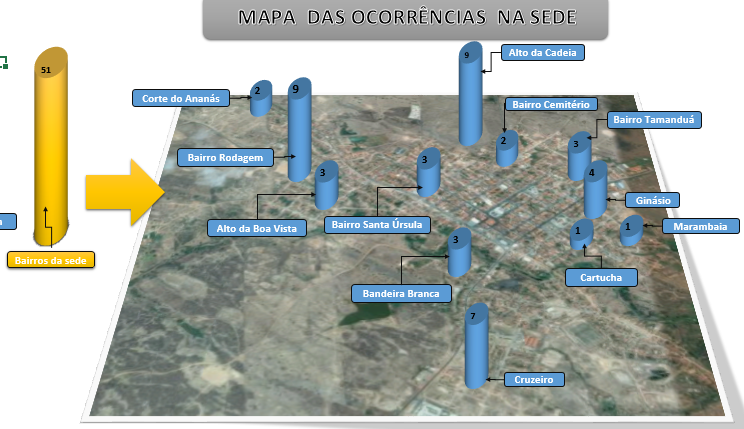 MAPA DAS OCORRÊNCIAS NA SEDE
51
Bairros da sede
9
Alto da Cadeia
2
Corte do Ananás
9
Bairro Rodagem
2
Bairro Cemitério
3
Bairro Tamanduá
3
Alto da Boa Vista
3
Bairro Santa Úrsula
4
Ginásio
1
Marambaia
1
Cartucha
3
Bandeira Branca
7
Cruzeiro